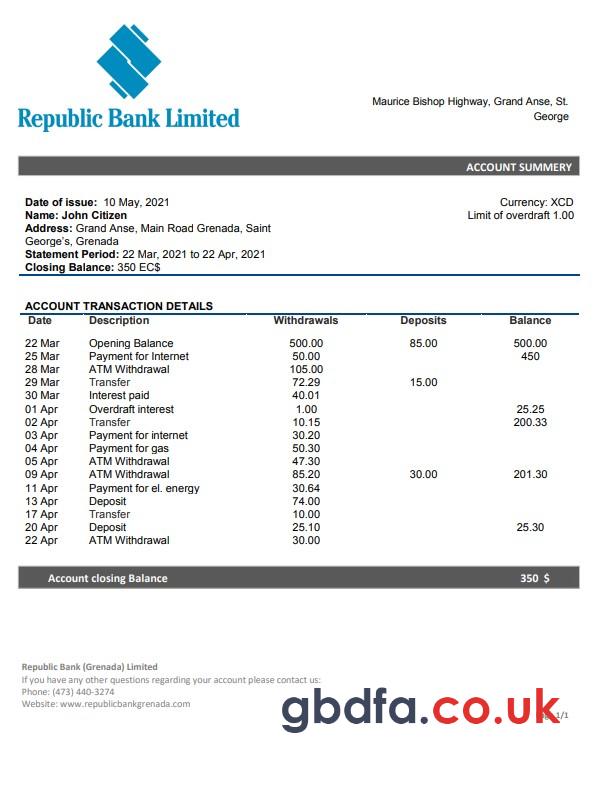 Republic Bank Limited
Maurice Bishop Highway, Grand Anse, St.
George
ACCOUNT SUMMERY
Date of issue: 10 May, 2021
Currency: XCD
Name: John Citizen
Limit of overdraft 1.00
Address: Grand Anse, Main Road Grenada, Saint
George's, Grenada
Statement Period: 22 Mar, 2021 to 22 Apr, 2021
Closing Balance: 350 EC$
ACCOUNT TRANSACTION DETAILS
Date Description Withdrawals Deposits Balance
22 Mar Opening Balance 500.00 85.00 500.00
25 Mar Payment for Internet 50.00 450
28 Mar ATM Withdrawal 105.00
29 Mar Transfer 72.29 15.00
30 Mar Interest paid 40.01
01 Apr Overdraft interest 1.00 25.25
02 Apr Transfer 10.15 200.33
03 Apr Payment for internet 30.20
04 Apr Payment for gas 50.30
05 Apr ATM Withdrawal 47.30
09 Apr ATM Withdrawal 85.20 30.00 201.30
11 Apr Payment for el. energy 30.64
13 Apr Deposit 74.00
17 Apr Transfer 10.00
20 Apr Deposit 25.10 25.30
22 Apr ATM Withdrawal 30.00
Account closing Balance 350 $
Republic Bank (Grenada) Limited
If you have any other questions regarding your account please contact us:
Phone: (473) 440-3274
Website: www.republicbankgrenada.com
gbdfa.co.uk
1/1